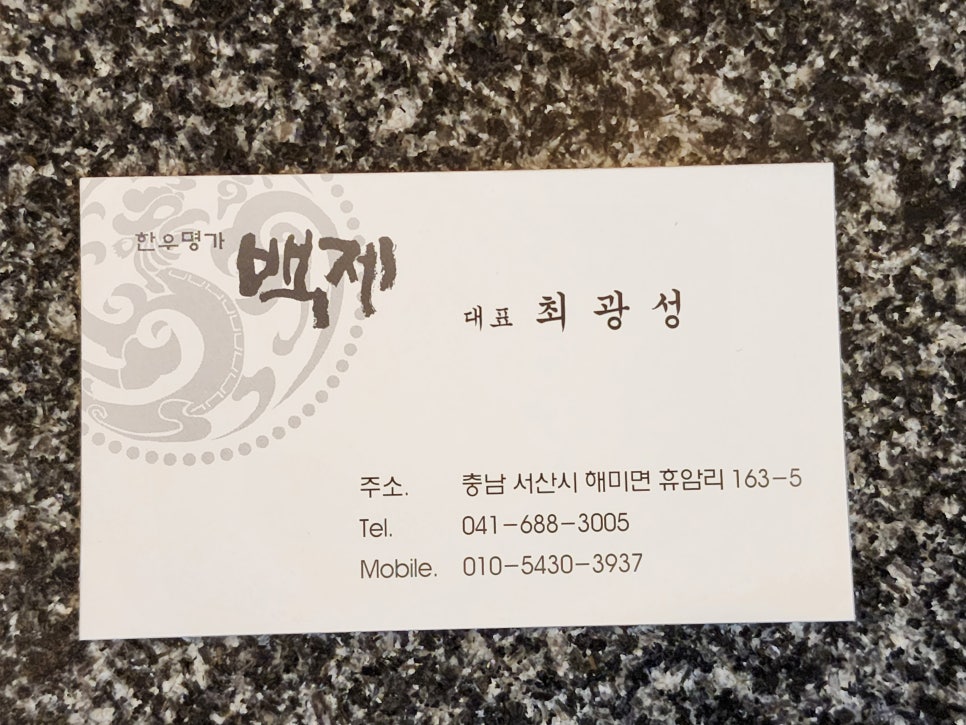 한우명가 백제
대표 최광성
주소. 충남 서산시 해미면 휴암리 163-5
Tel. 041-688-3005
Mobile. 010-5430-3937